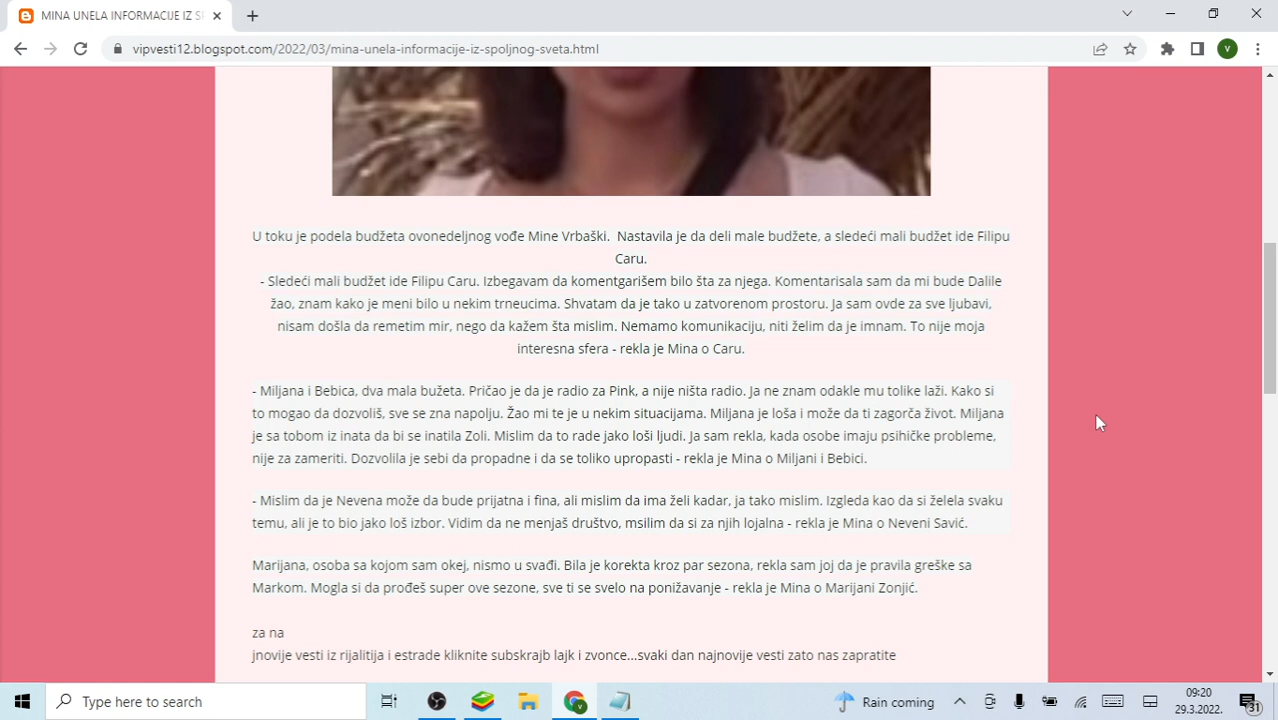 MINA UNELA INFORMACIJE IZ SP
vipvesti12.blogspot.com/2022/03/mina-unela-informacije-iz-spoljnog-sveta.html
V
U toku je podela budžeta ovonedeljnog vođe Mine Vrbaški.  Nastavila je da deli male budžete, a sledeći mali budžet ide Filipu
Caru.
- Sledeći mali budžet ide Filipu Caru. Izbegavam da komentgarišem bilo šta za njega. Komentarisala sam da mi bude Dalile
žao, znam kako je meni bilo u nekim trneucima. Shvatam da je tako u zatvorenom prostoru. Ja sam ovde za sve ljubavi,
nisam došla da remetim mir, nego da kažem šta mislim. Nemamo komunikaciju, niti želim da je imnam. To nije moja
interesna sfera - rekla je Mina o Caru.
- Miljana i Bebica, dva mala bužeta. Pričao je da je radio za Pink, a nije ništa radio. Ja ne znam odakle mu tolike laži. Kako si
to mogao da dozvoliš, sve se zna napolju. Žao mi te je u nekim situacijama. Miljana je loša i može da ti zagorča život. Miljana
je sa tobom iz inata da bi se inatila Zoli. Mislim da to rade jako loši ljudi. Ja sam rekla, kada osobe imaju psihičke probleme,
nije za zameriti. Dozvolila je sebi da propadne i da se toliko upropasti - rekla je Mina o Miljani i Bebici.
- Mislim da je Nevena može da bude prijatna i fina, ali mislim da ima želi kadar, ja tako mislim. Izgleda kao da si želela svaku
temu, ali je to bio jako loš izbor. Vidim da ne menjaš društvo, msilim da si za njih lojalna - rekla je Mina o Neveni Savić.
Marijana, osoba sa kojom sam okej, nismo u svađi. Bila je korekta kroz par sezona, rekla sam joj da je pravila greške sa
Markom. Mogla si da prođeš super ove sezone, sve ti se svelo na ponižavanje - rekla je Mina o Marijani Zonjić.
za na
jnovije vesti iz rijalitija i estrade kliknite subskrajb lajk i zvonce...svaki dan najnovije vesti zato nas zapratite
Type here to search
Rain coming
09:20
29.3.2022.
31